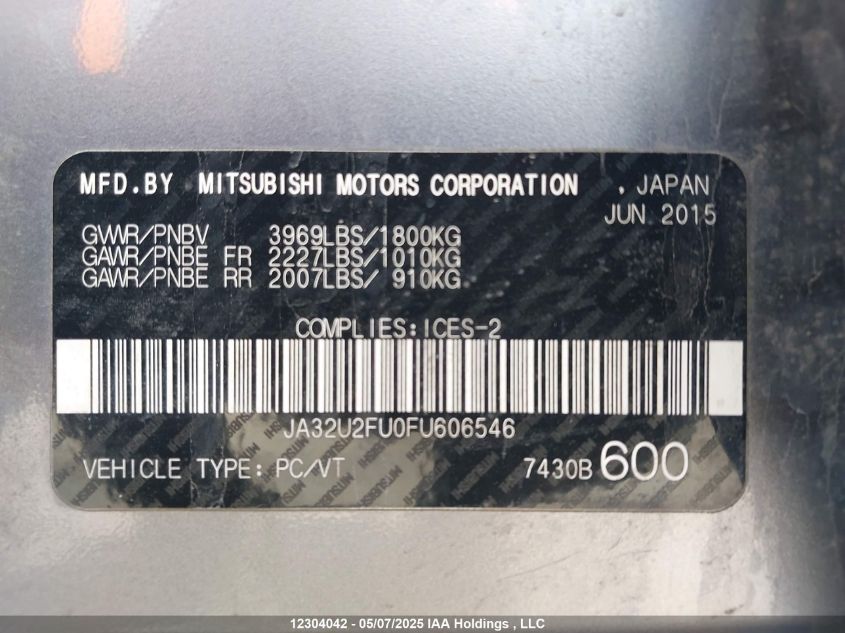 MFD.BY MITSUBISHI MOTORS CORPORATION . JAPAN
JUN 2015
GVWR/PNBV 3969LBS/1800KG
GAWR/PNBE FR 2227LBS/1010KG
GAWR/PNBE RR 2007LBS/ 910KG
COMPLIES:ICES-2
JA32U2FU0FU606546
VEHICLE TYPE: PC/VT 7430B 600
12304042 - 05/07/2025 IAA Holdings , LLC